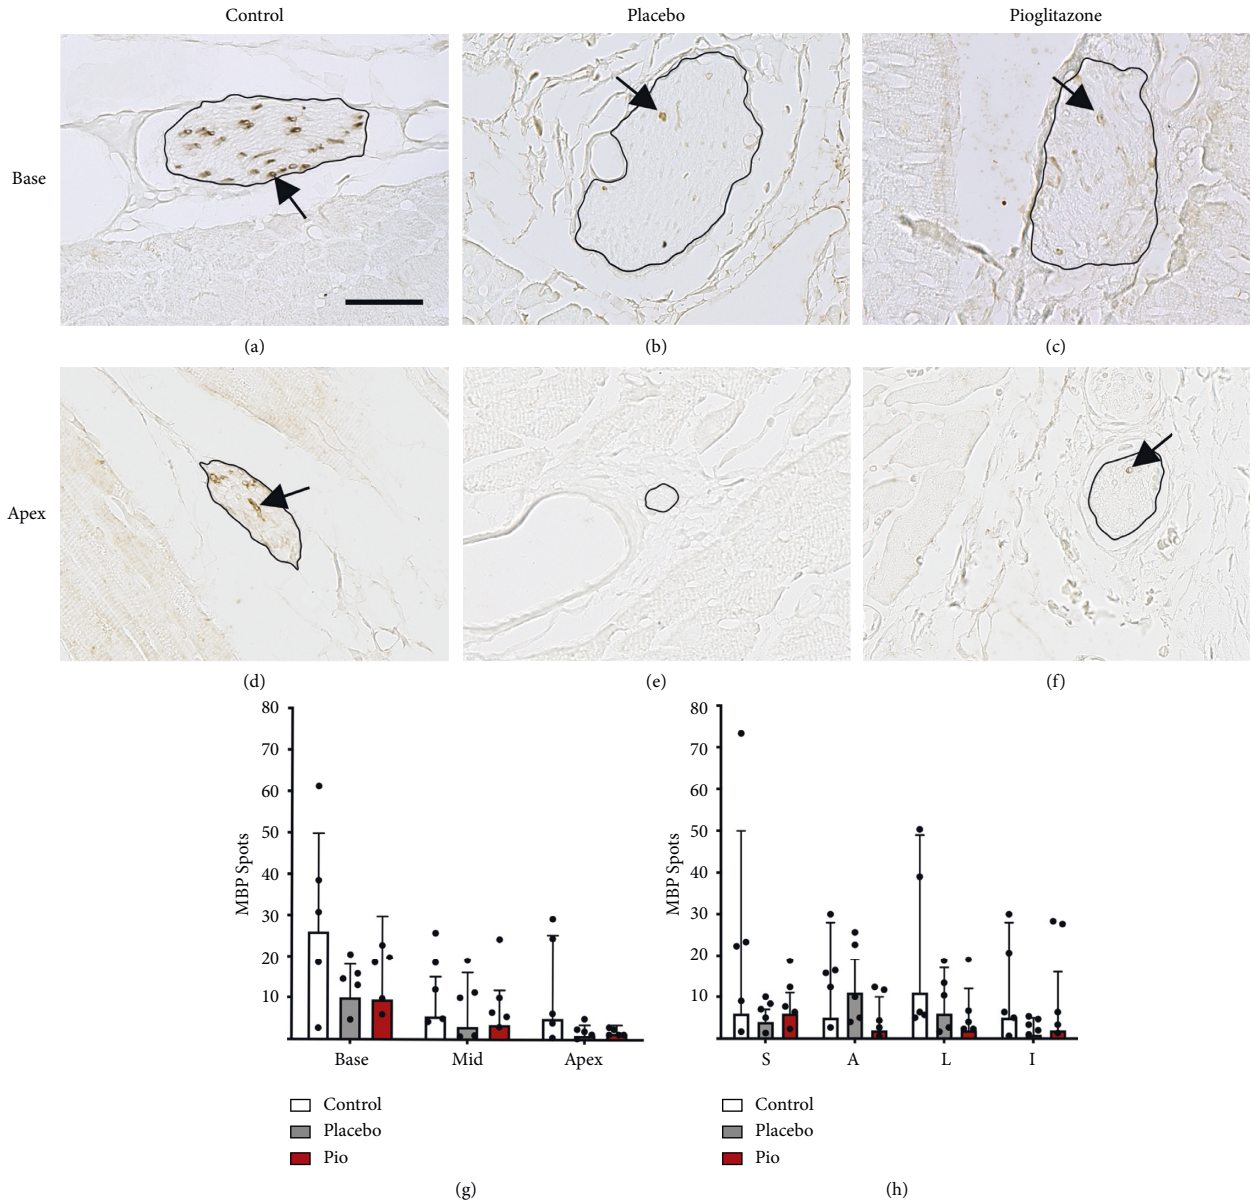 Control Placebo Pioglitazone
Base
(a) (b) (c)
Apex
(d) (e) (f)
80
70
60
50
40
30
20
10
MBP Spots
Base Mid Apex
Control
Placebo
Pio
(g)
80
70
60
50
40
30
20
10
MBP Spots
S A L I
Control
Placebo
Pio
(h)